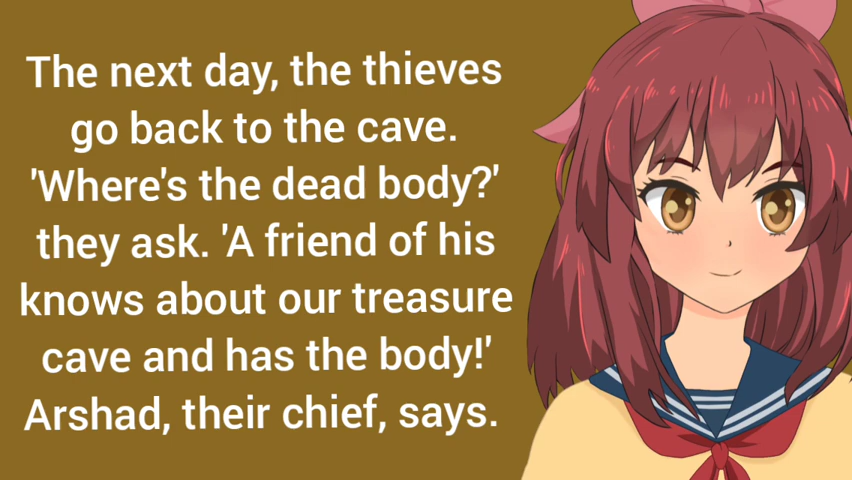 The next day, the thieves
go back to the cave.
'Where's the dead body?'
they ask. 'A friend of his
knows about our treasure
cave and has the body!'
Arshad, their chief, says.